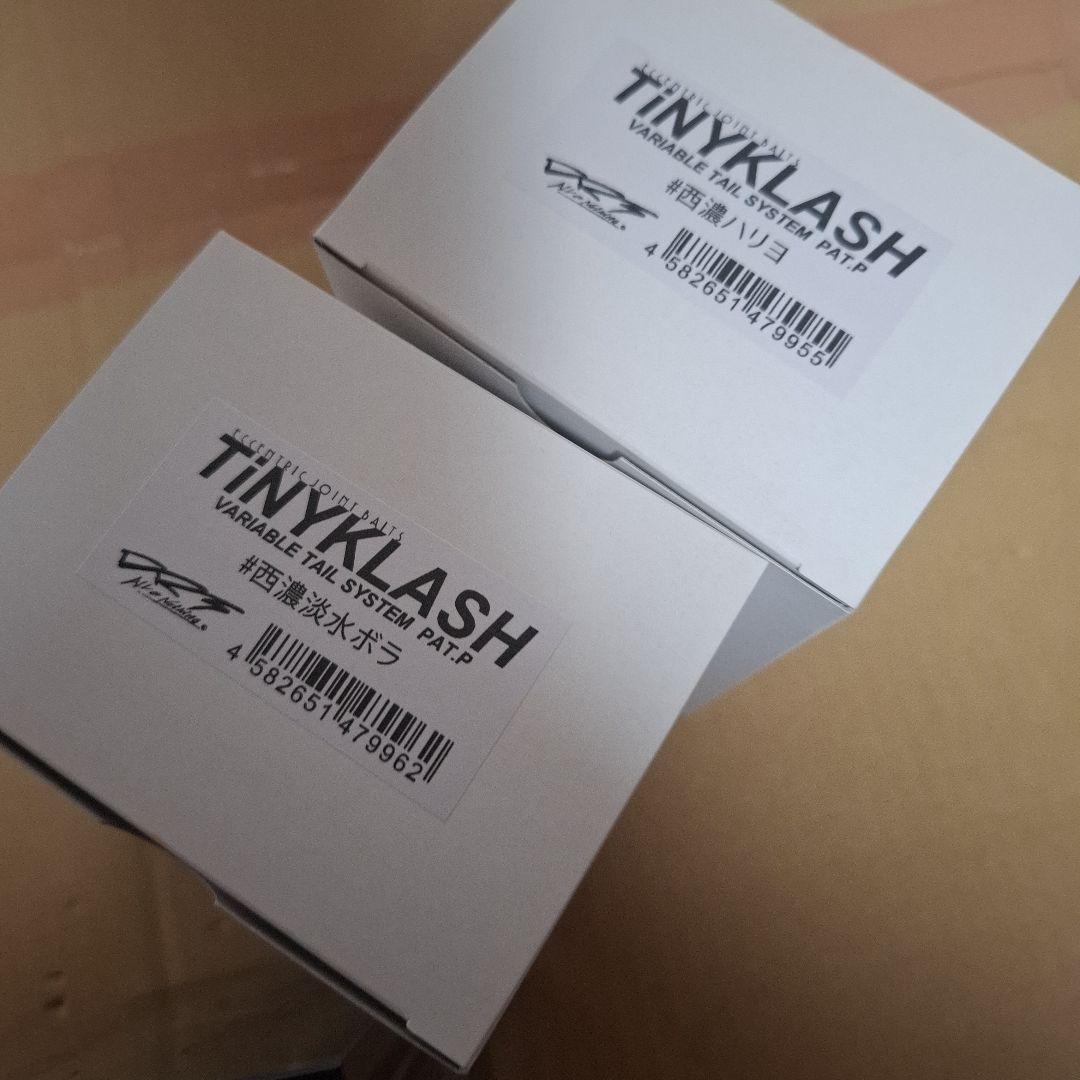 ECCENTRIC JOINT BAITS
TiNYKLASH
VARIABLE TAIL SYSTEM PAT.P
#西濃ハリヨ
4 582651 479955
ECCENTRIC JOINT BAITS
TiNYKLASH
VARIABLE TAIL SYSTEM PAT.P
DRT
#西濃淡水ボラ
4 582651 479962